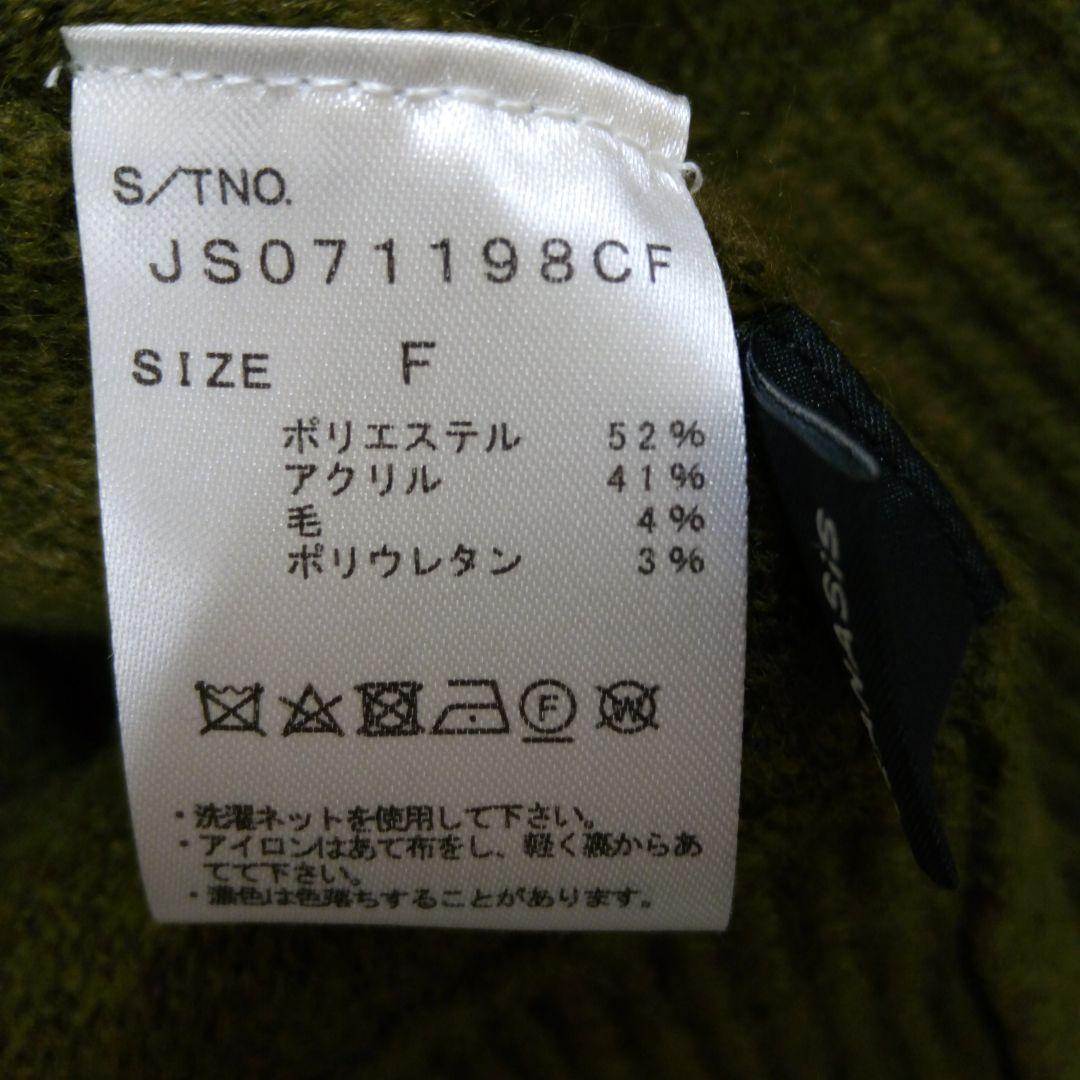 S/TNO.
JS071198CF
SIZE F
ポリエステル 52%
アクリル 41%
毛 4%
ポリウレタン 3%
F W
・洗濯ネットを使用して下さい。
・アイロンはあて布をし、軽く裏からあ
てて下さい。
・濃色は色落ちすることがあります。